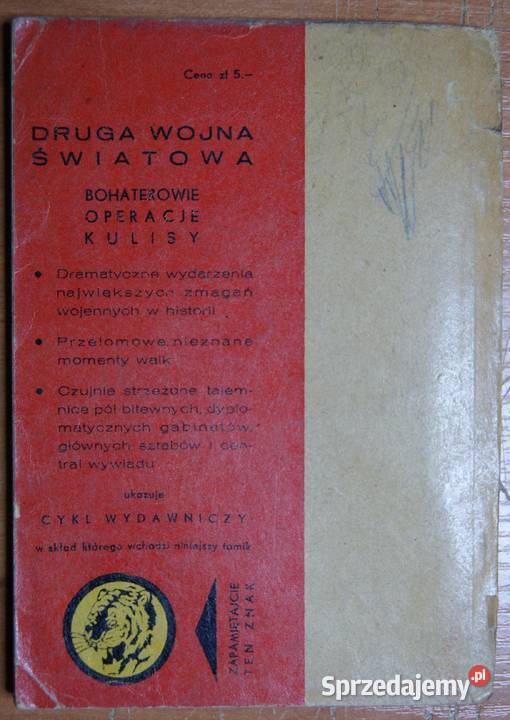 Cena zł 5.—
DRUGA WOJNA
ŚWIATOWA
BOHATEROWIE
OPERACJE
KULISY
• Dramatyczne wydarzenia
największych zmagań
wojennych w historii
• Przełomowe, nieznane
momenty walk
• Czujnie strzeżone tajem-
nice pól bitewnych, dyplo-
matycznych gabinetów,
głównych sztabów i cen-
tral wywiadu
ukazuje
CYKL WYDAWNICZY
w skład którego wchodzi niniejszy tomik
ZAPAMIĘTAJCIE
TEN ZNAK
Sprzedajemy.pl